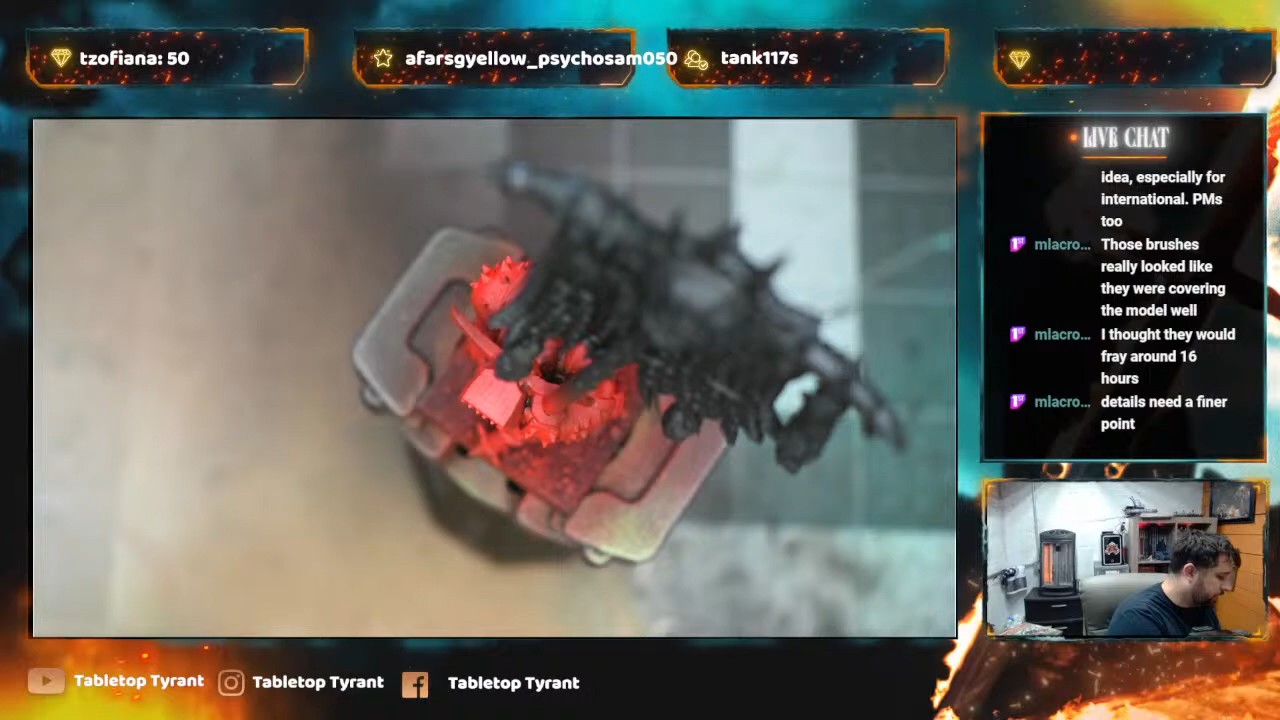 tzofiana: 50
afarsgyellow_psychosam050
tank117s
LIVE CHAT
idea, especially for
international. PMs
too
mlacro... Those brushes
really looked like
they were covering
the model well
mlacro... I thought they would
fray around 16
hours
mlacro... details need a finer
point
Tabletop Tyrant
Tabletop Tyrant
Tabletop Tyrant